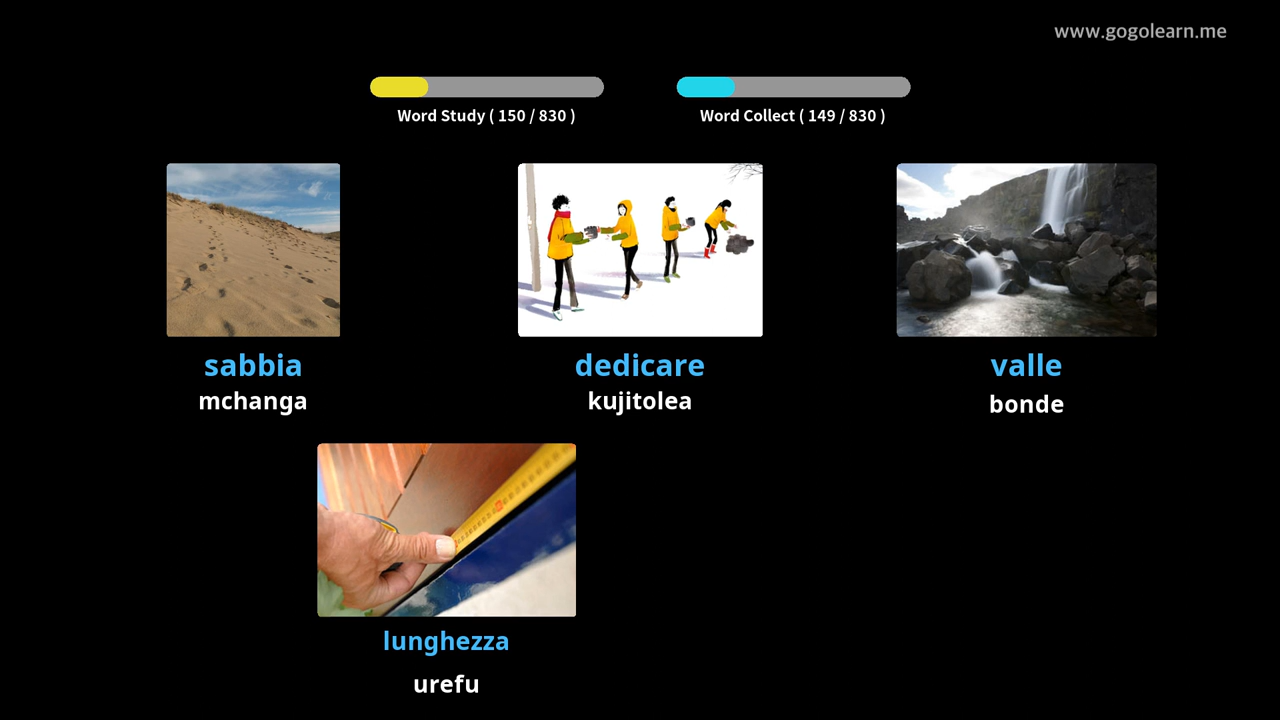 www.gogolearn.me
Word Study ( 150 / 830 )
Word Collect ( 149 / 830 )
sabbia
mchanga
dedicare
kujitolea
valle
bonde
lunghezza
urefu